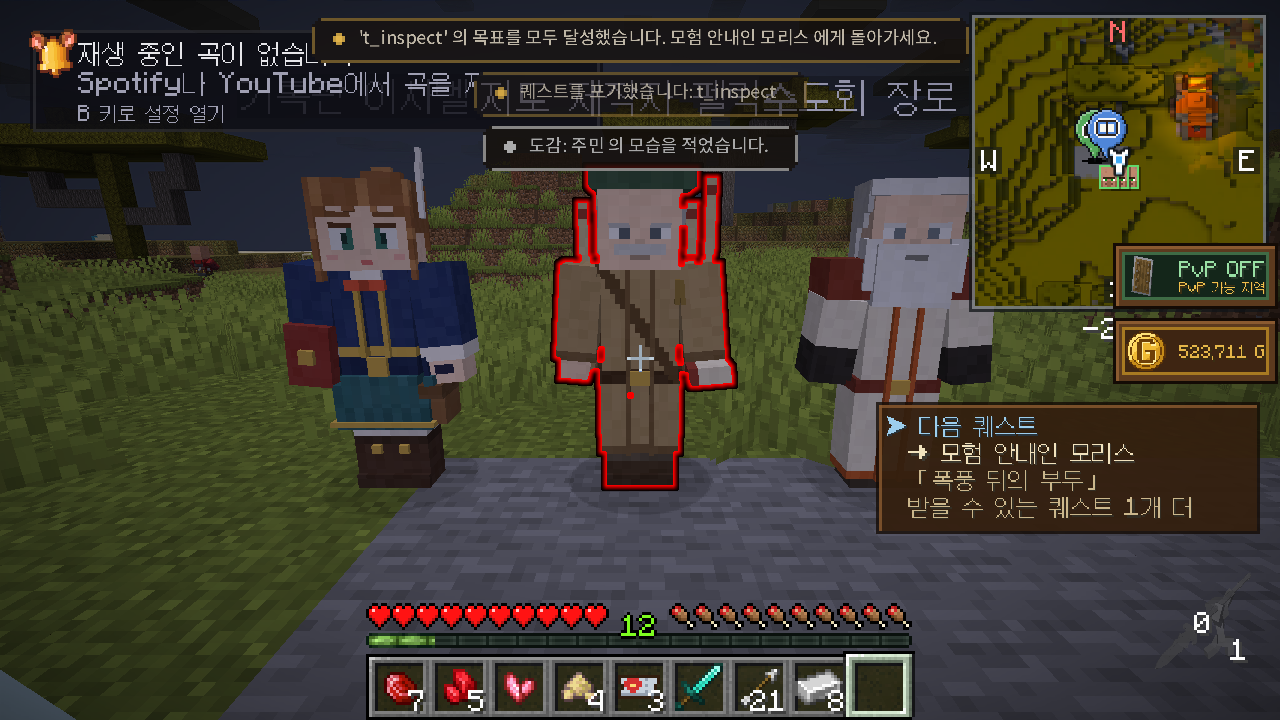 재생 중인 곡이 없습
Spotify나 YouTube에서 곡을
B 키로 설정 열기
't_inspect' 의 목표를 모두 달성했습니다. 모험 안내인 모리스 에게 돌아가세요.
퀘스트를 포기했습니다: t_inspect
도감: 주민 의 모습을 적었습니다.
장로
N
W
E
PvP OFF
PvP 가능 지역
523,711 G
다음 퀘스트
→ 모험 안내인 모리스
「폭풍 뒤의 부두」
받을 수 있는 퀘스트 1개 더
0
1
12
7
5
4
3
21
8